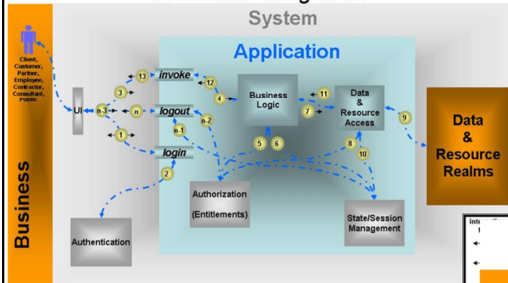 System
Application
Client,
Customer,
Partner,
Employee,
Contractor,
Consultant,
Public
Business
UI
13
invoke
12
3
4
n-3
n
logout
n-1
n-2
1
login
2
Business
Logic
11
7
Data
&
Resource
Access
9
5
6
8
10
Data
&
Resource
Realms
Authentication
Authorization
(Entitlements)
State/Session
Management